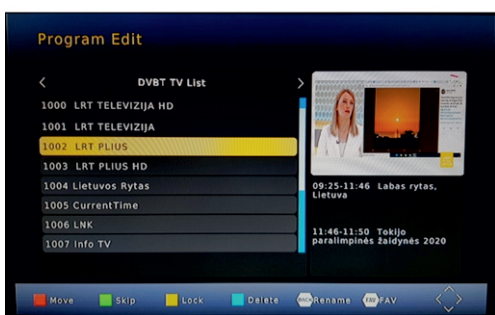 Program Edit
DVBT TV List
1000 LRT TELEVIZIJA HD
1001 LRT TELEVIZIJA
1002 LRT PLIUS
1003 LRT PLIUS HD
1004 Lietuvos Rytas
1005 CurrentTime
1006 LNK
1007 Info TV
09:25-11:46 Labas rytas,
Lietuva
11:46-11:50 Tokijo
paralimpinės žaidynės 2020
Move Skip Lock Delete Rename FAV FAV